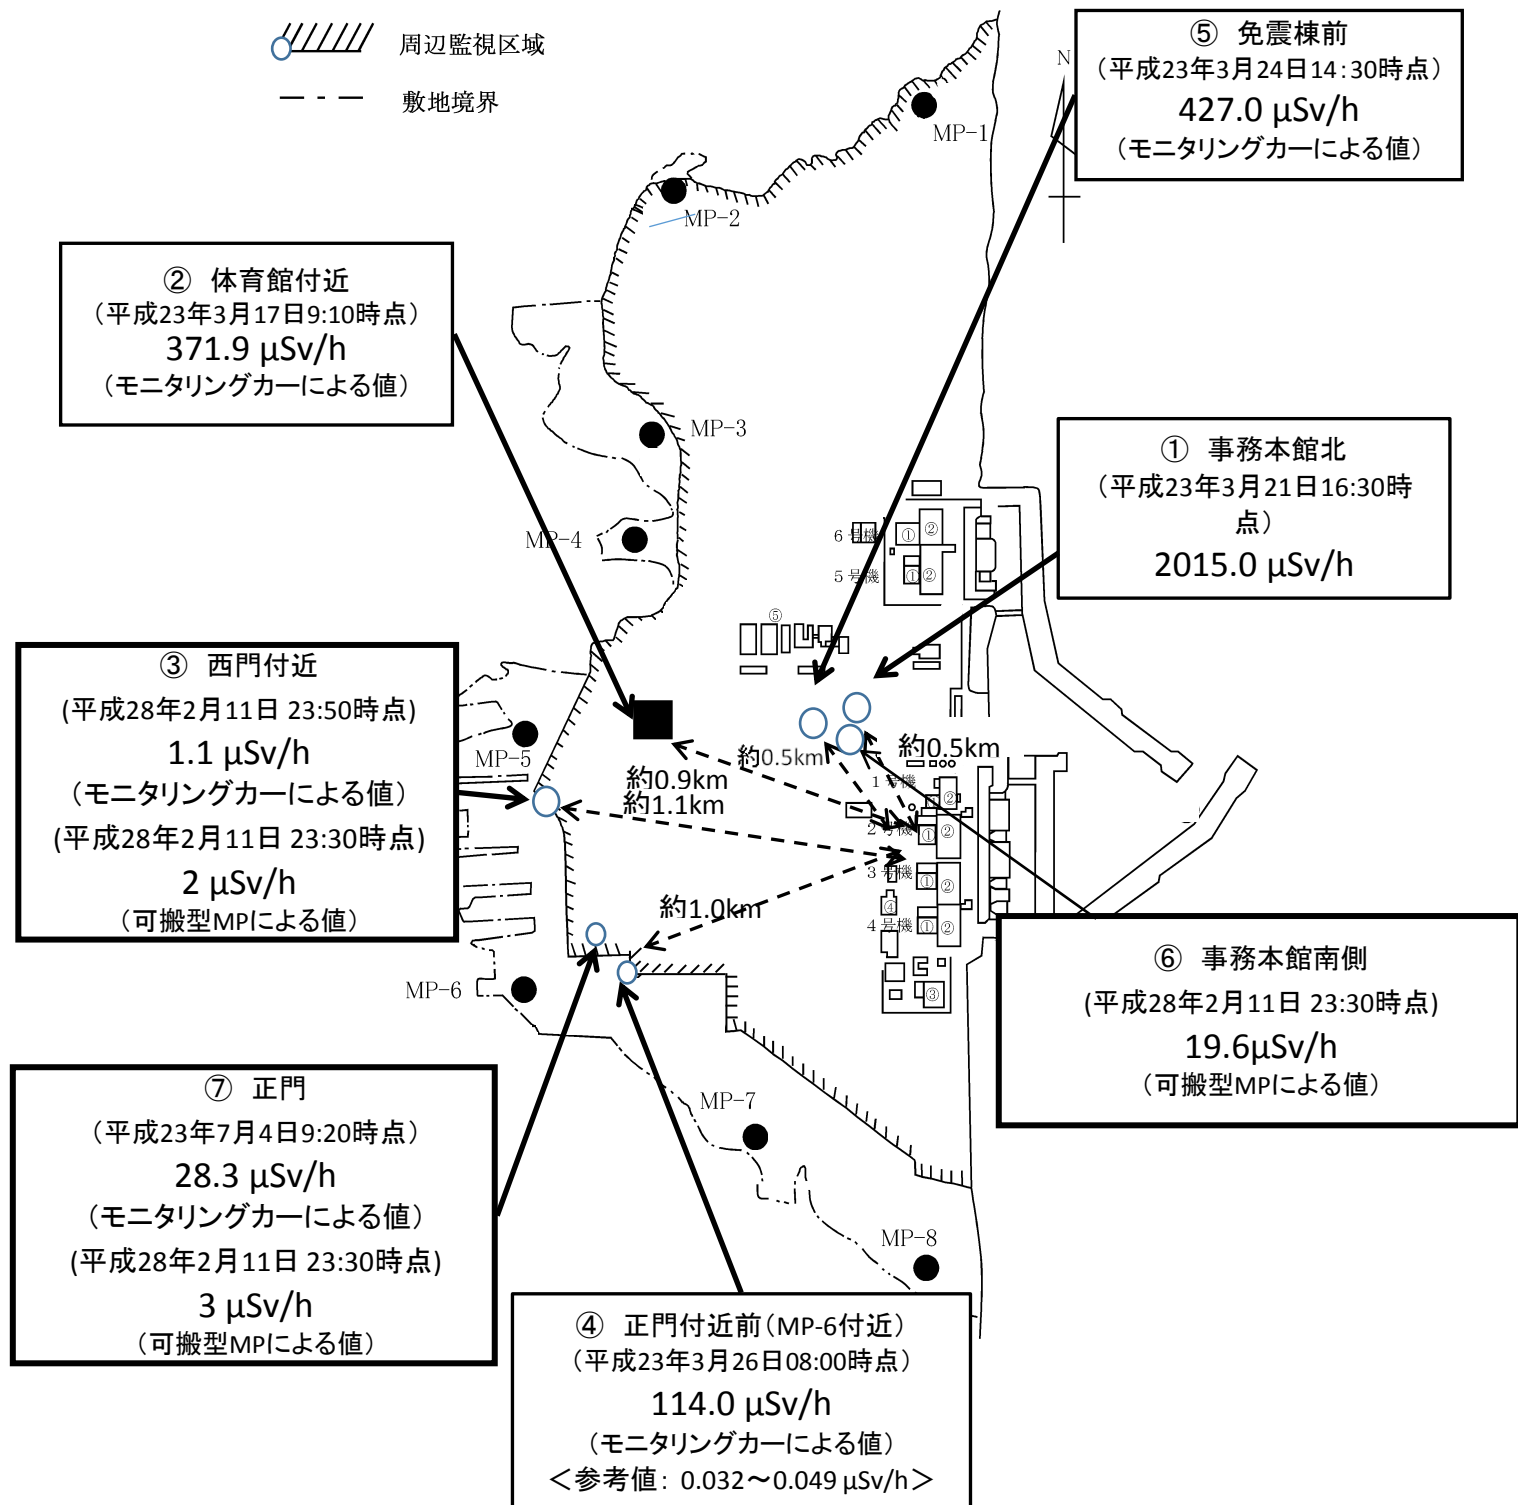 周辺監視区域
敷地境界
⑤ 免震棟前
（平成23年3月24日14:30時点）
427.0 μSv/h
（モニタリングカーによる値）
N
MP-1
MP-2
② 体育館付近
（平成23年3月17日9:10時点）
371.9 μSv/h
（モニタリングカーによる値）
MP-3
① 事務本館北
（平成23年3月21日16:30時
点）
2015.0 μSv/h
MP-4
６号機
①
②
５号機
①
②
⑤
③ 西門付近
(平成28年2月11日 23:50時点)
1.1 μSv/h
（モニタリングカーによる値）
(平成28年2月11日 23:30時点)
2 μSv/h
（可搬型MPによる値）
MP-5
約0.5km
約0.5km
約0.9km
約1.1km
１号機
①
②
２号機
①
②
３号機
①
②
約1.0km
④
４号機
①
②
③
MP-6
⑥ 事務本館南側
(平成28年2月11日 23:30時点)
19.6μSv/h
（可搬型MPによる値）
⑦ 正門
（平成23年7月4日9:20時点）
28.3 μSv/h
（モニタリングカーによる値）
(平成28年2月11日 23:30時点)
3 μSv/h
（可搬型MPによる値）
MP-7
MP-8
④ 正門付近前（MP-6付近）
（平成23年3月26日08:00時点）
114.0 μSv/h
（モニタリングカーによる値）
＜参考値： 0.032～0.049 μSv/h＞